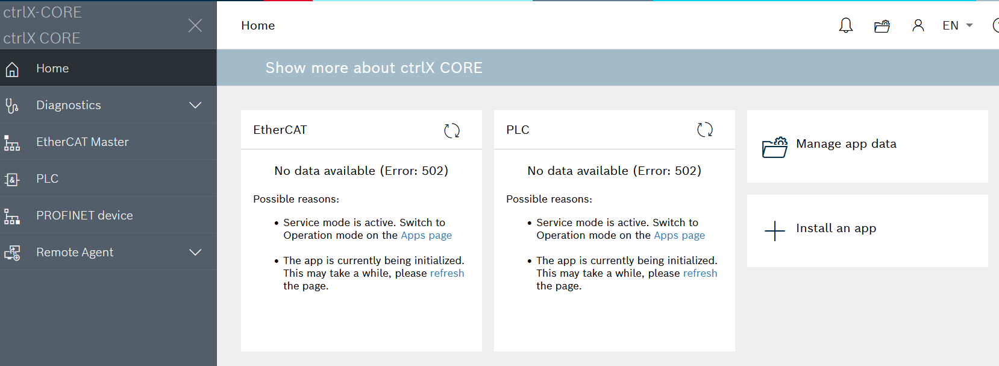 ctrlX-CORE
ctrlX CORE
Home
Diagnostics
EtherCAT Master
PLC
PROFINET device
Remote Agent
Home
EN
Show more about ctrlX CORE
EtherCAT
No data available (Error: 502)
Possible reasons:
• Service mode is active. Switch to
Operation mode on the Apps page
• The app is currently being initialized.
This may take a while, please refresh
the page.
PLC
No data available (Error: 502)
Possible reasons:
• Service mode is active. Switch to
Operation mode on the Apps page
• The app is currently being initialized.
This may take a while, please refresh
the page.
Manage app data
Install an app